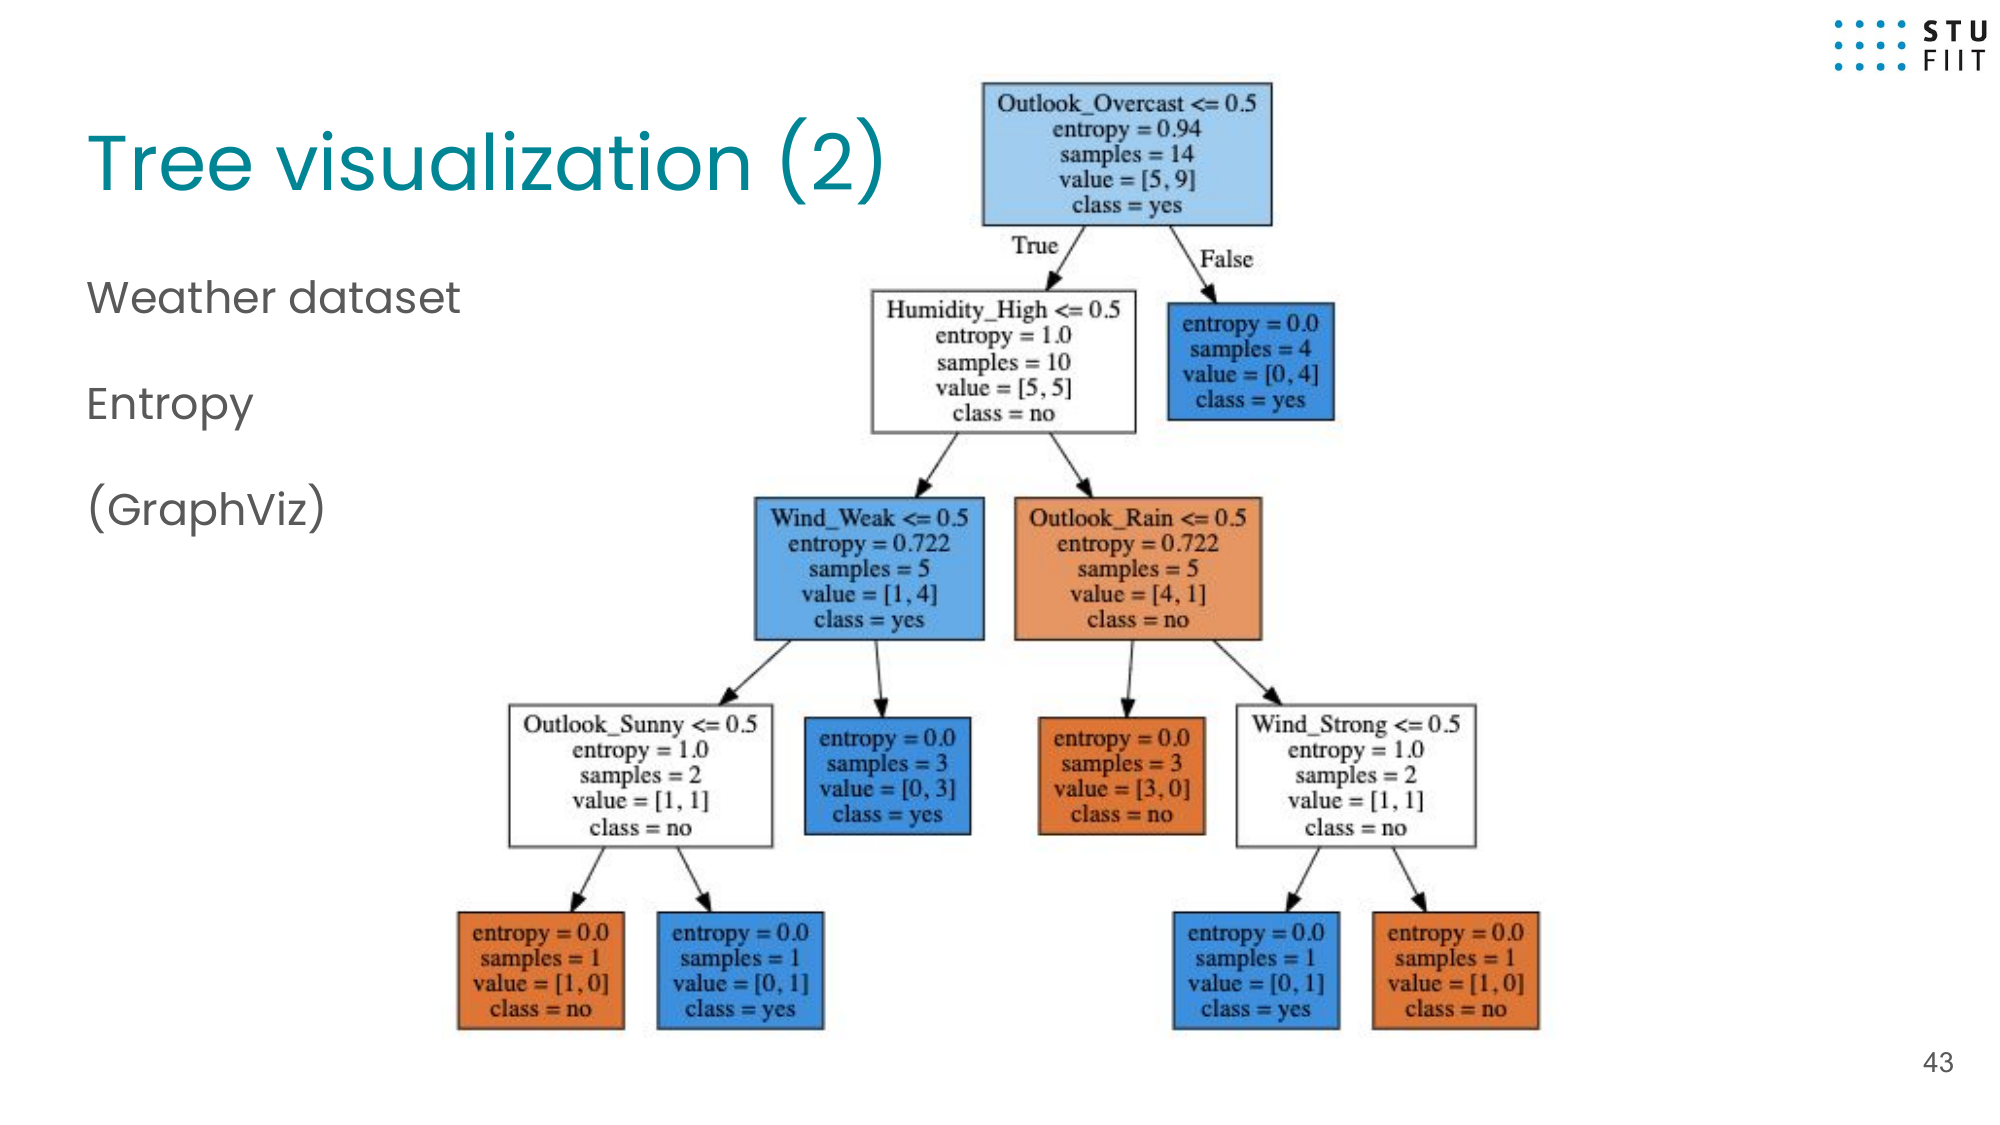 STU
FIIT
Tree visualization (2)
Weather dataset
Entropy
(GraphViz)
Outlook_Overcast <= 0.5
entropy = 0.94
samples = 14
value = [5, 9]
class = yes
True
False
Humidity_High <= 0.5
entropy = 1.0
samples = 10
value = [5, 5]
class = no
entropy = 0.0
samples = 4
value = [0, 4]
class = yes
Wind_Weak <= 0.5
entropy = 0.722
samples = 5
value = [1, 4]
class = yes
Outlook_Rain <= 0.5
entropy = 0.722
samples = 5
value = [4, 1]
class = no
Outlook_Sunny <= 0.5
entropy = 1.0
samples = 2
value = [1, 1]
class = no
entropy = 0.0
samples = 3
value = [0, 3]
class = yes
entropy = 0.0
samples = 3
value = [3, 0]
class = no
Wind_Strong <= 0.5
entropy = 1.0
samples = 2
value = [1, 1]
class = no
entropy = 0.0
samples = 1
value = [1, 0]
class = no
entropy = 0.0
samples = 1
value = [0, 1]
class = yes
entropy = 0.0
samples = 1
value = [0, 1]
class = yes
entropy = 0.0
samples = 1
value = [1, 0]
class = no
43